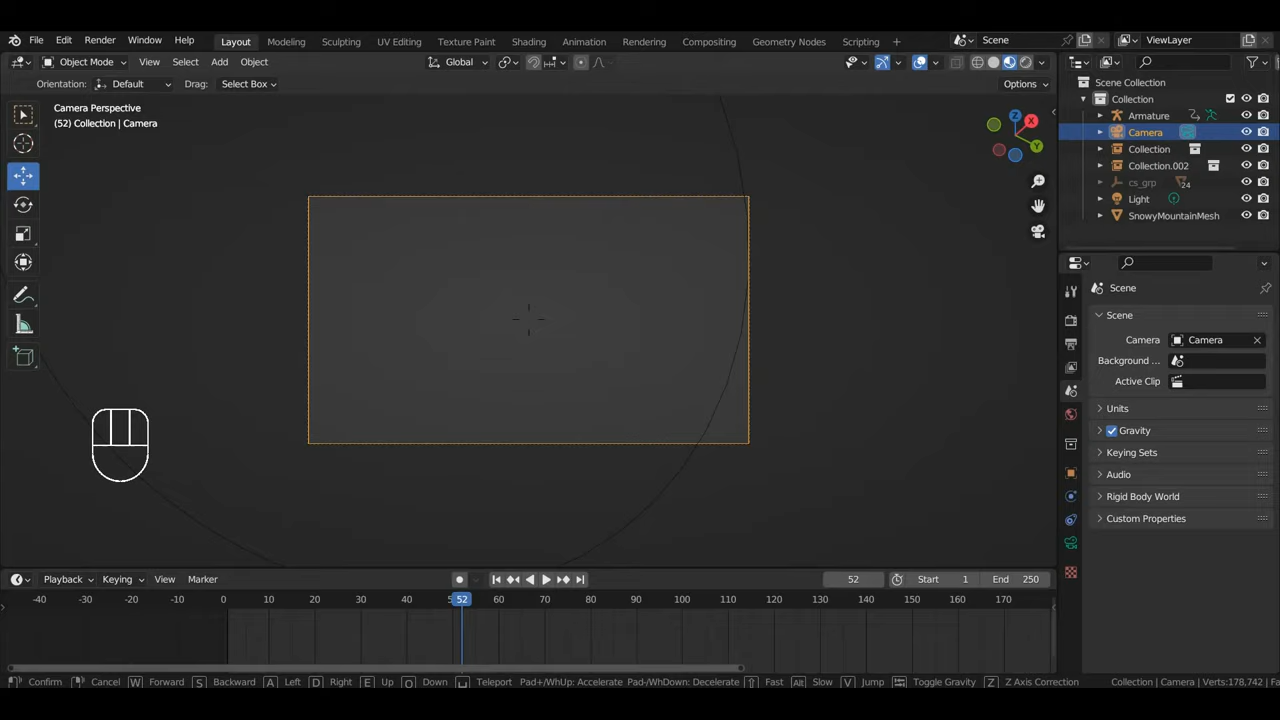 File Edit Render Window Help Layout Modeling Sculpting UV Editing Texture Paint Shading Animation Rendering Compositing Geometry Nodes Scripting + Scene ViewLayer
Object Mode View Select Add Object Global
Orientation: Default Drag: Select Box Options
Camera Perspective
(52) Collection | Camera
Z X Y
Scene Collection
Collection
Armature
Camera
Collection
Collection.002
cs_grp 24
Light
SnowyMountainMesh
Scene
Scene
Camera Camera
Background ...
Active Clip
Units
Gravity
Keying Sets
Audio
Rigid Body World
Custom Properties
Playback Keying View Marker 52 Start 1 End 250
-40 -30 -20 -10 0 10 20 30 40 52 60 70 80 90 100 110 120 130 140 150 160 170
Confirm Cancel W Forward S Backward A Left D Right E Up Q Down Teleport Pad+/WhUp: Accelerate Pad-/WhDown: Decelerate Fast Alt Slow V Jump Toggle Gravity Z Z Axis Correction Collection | Camera | Verts:178,742 | Fa